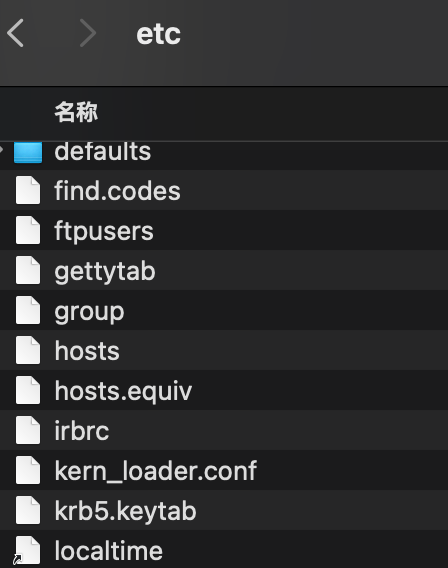 etc
名称
defaults
find.codes
ftpusers
gettytab
group
hosts
hosts.equiv
irbrc
kern_loader.conf
krb5.keytab
localtime